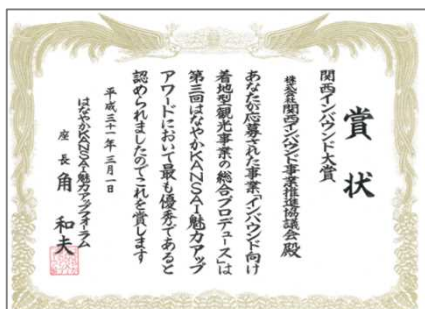 賞状
関西インバウンド大賞
株式会社関西インバウンド事業推進協議会 殿
あなたが応募された事業「インバウンド向け
着地型観光事業の総合プロデュース」は
第三回はなやかKANSAI魅力アップ
アワードにおいて最も優秀であると
認められましたのでこれを賞します
平成三十一年三月一日
はなやかKANSAI魅力アップフォーラム
座長 角 和夫